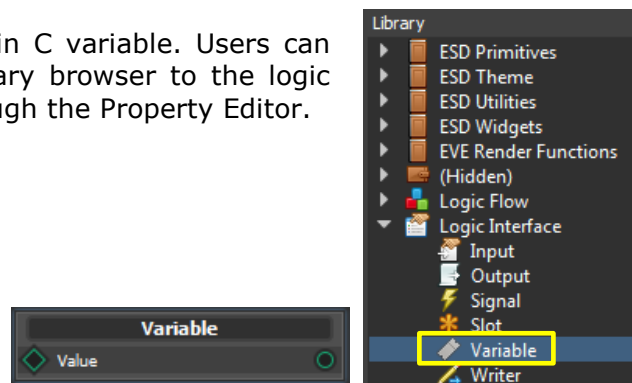 in C variable. Users can
ary browser to the logic
ugh the Property Editor.
Variable
Value
Library
ESD Primitives
ESD Theme
ESD Utilities
ESD Widgets
EVE Render Functions
(Hidden)
Logic Flow
Logic Interface
Input
Output
Signal
Slot
Variable
Writer